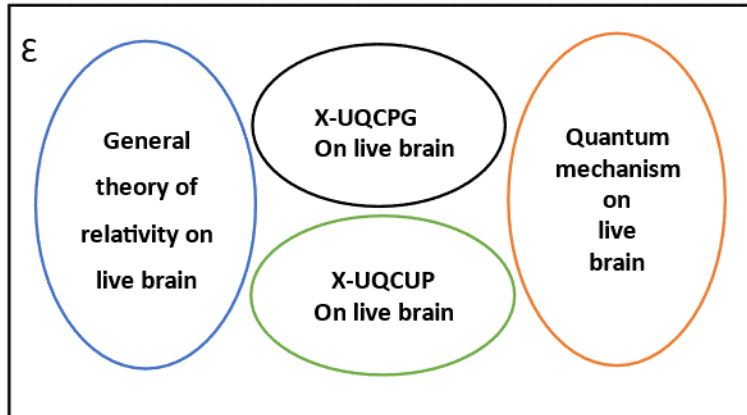 ε
General
theory of
relativity on
live brain
X-UQCPG
On live brain
X-UQCUP
On live brain
Quantum
mechanism
on
live
brain